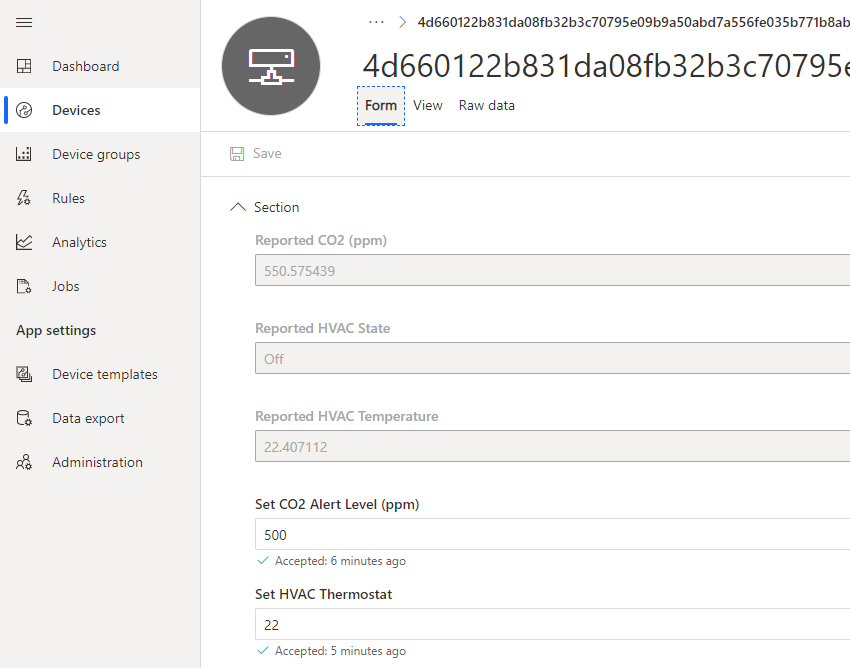 Dashboard
Devices
Device groups
Rules
Analytics
Jobs
App settings
Device templates
Data export
Administration
··· > 4d660122b831da08fb32b3c70795e09b9a50abd7a556fe035b771b8ab
4d660122b831da08fb32b3c70795e
Form View Raw data
Save
Section
Reported CO2 (ppm)
550.575439
Reported HVAC State
Off
Reported HVAC Temperature
22.407112
Set CO2 Alert Level (ppm)
500
Accepted: 6 minutes ago
Set HVAC Thermostat
22
Accepted: 5 minutes ago